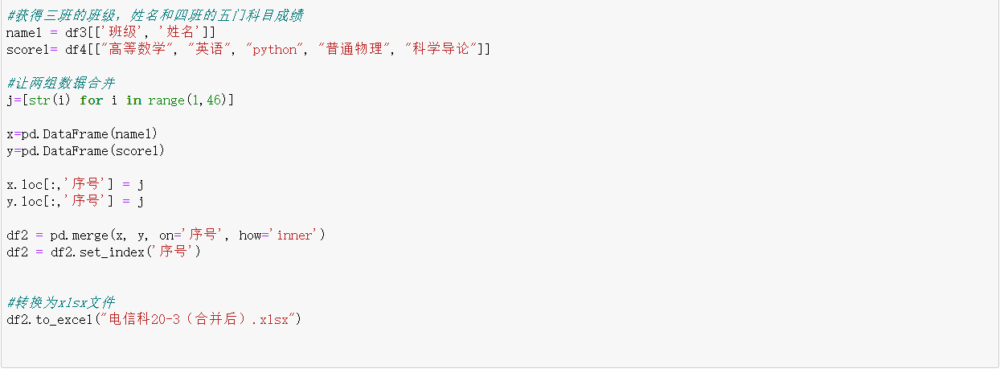 #获得三班的班级，姓名和四班的五门科目成绩
name1 = df3[['班级', '姓名']]
score1= df4[["高等数学", "英语", "python", "普通物理", "科学导论"]]
#让两组数据合并
j=[str(i) for i in range(1,46)]
x=pd.DataFrame(name1)
y=pd.DataFrame(score1)
x.loc[:,'序号'] = j
y.loc[:,'序号'] = j
df2 = pd.merge(x, y, on='序号', how='inner')
df2 = df2.set_index('序号')
#转换为xlsx文件
df2.to_excel("电信科20-3（合并后）.xlsx")